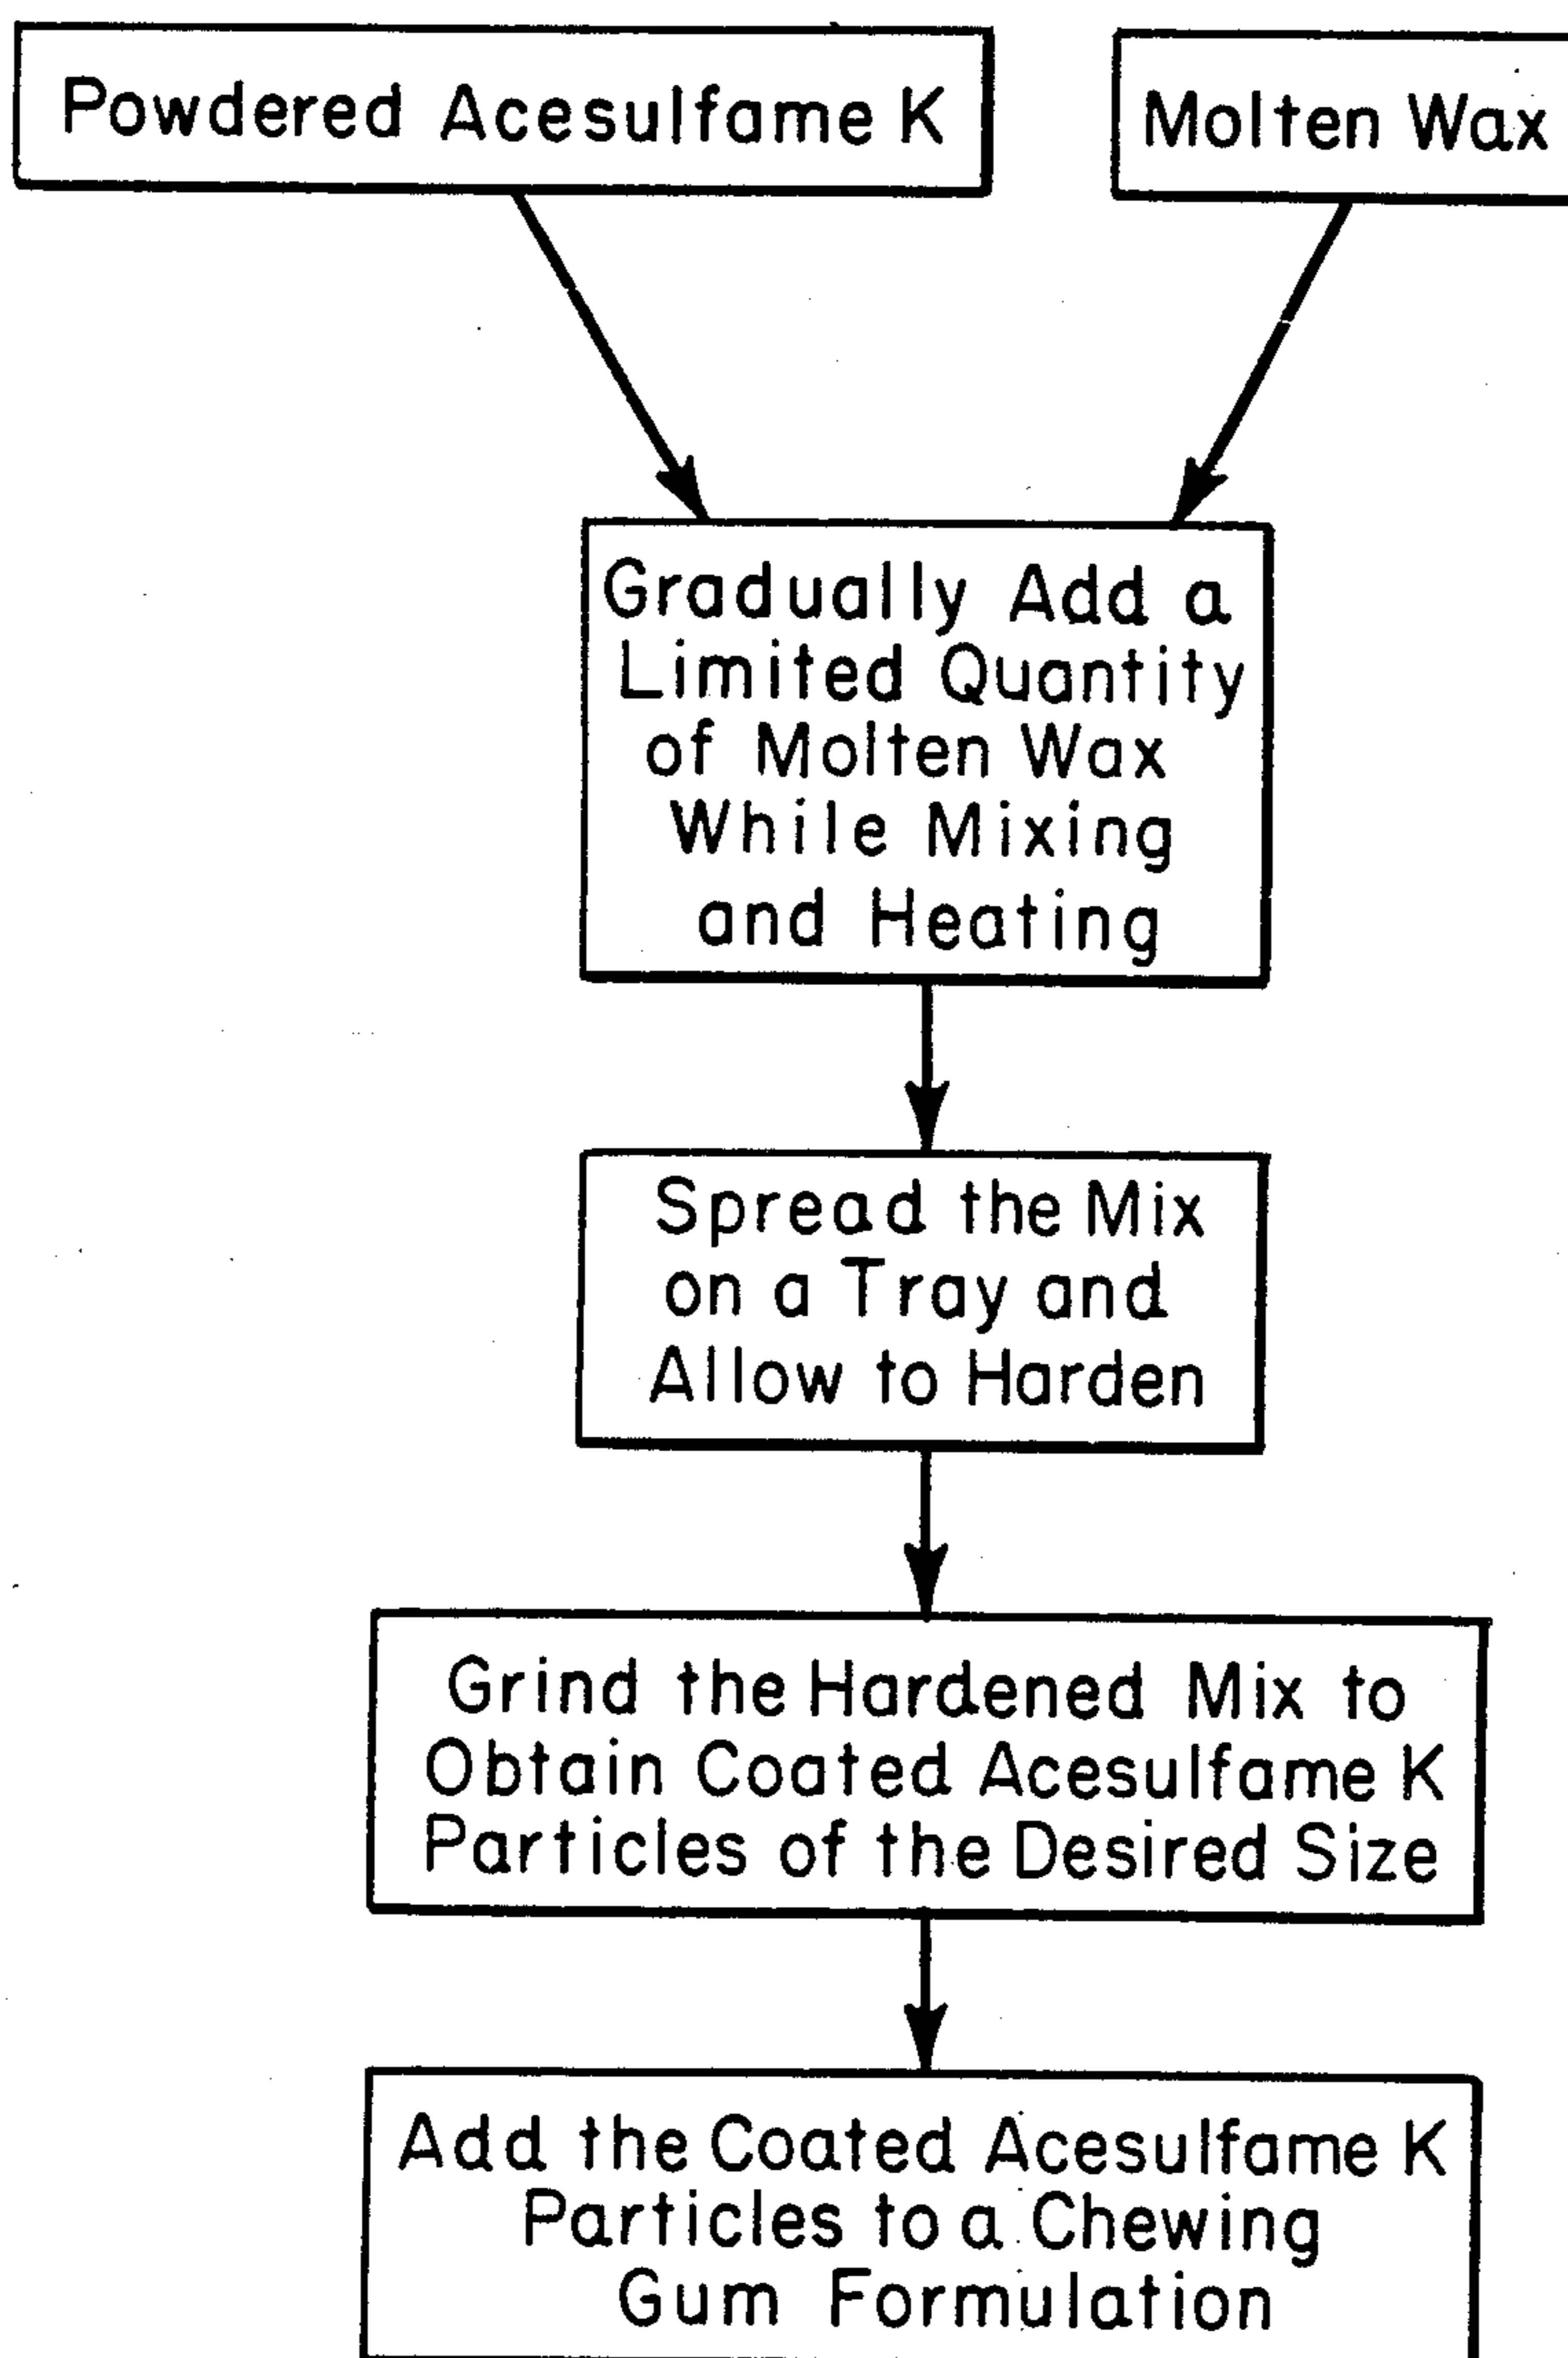 Powdered Acesulfame K
Molten Wax
Gradually Add a
Limited Quantity
of Molten Wax
While Mixing
and Heating
Spread the Mix
on a Tray and
Allow to Harden
Grind the Hardened Mix to
Obtain Coated Acesulfame K
Particles of the Desired Size
Add the Coated Acesulfame K
Particles to a Chewing
Gum Formulation